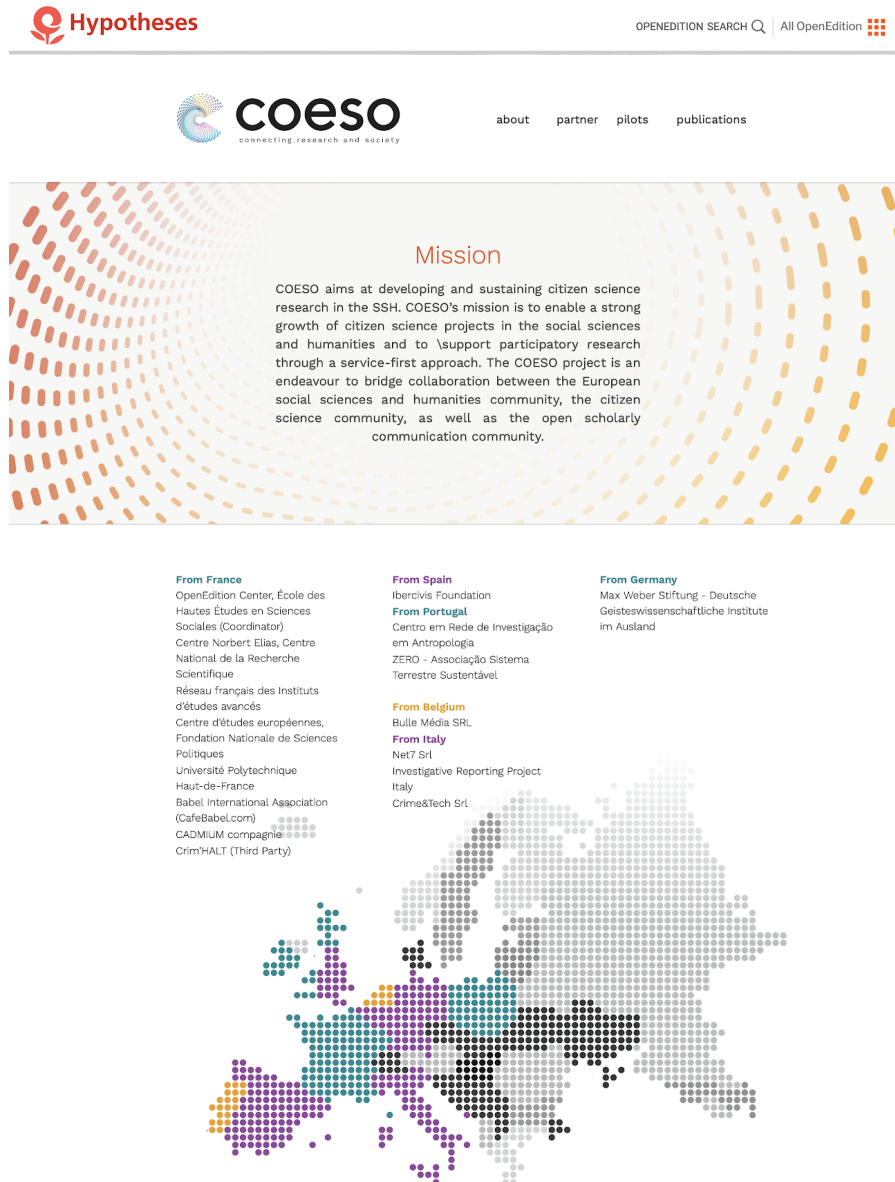 Hypotheses
OPENEDITION SEARCH
All OpenEdition
coeso
connecting research and society
about
partner
pilots
publications
Mission
COESO aims at developing and sustaining citizen science
research in the SSH. COESO’s mission is to enable a strong
growth of citizen science projects in the social sciences
and humanities and to \support participatory research
through a service-first approach. The COESO project is an
endeavour to bridge collaboration between the European
social sciences and humanities community, the citizen
science community, as well as the open scholarly
communication community.
From France
OpenEdition Center, École des
Hautes Études en Sciences
Sociales (Coordinator)
Centre Norbert Elias, Centre
National de la Recherche
Scientifique
Réseau français des Instituts
d’études avancés
Centre d’études européennes,
Fondation Nationale de Sciences
Politiques
Université Polytechnique
Haut-de-France
Babel International Association
(CafeBabel.com)
CADMIUM compagnie
Crim’HALT (Third Party)
From Spain
Ibercivis Foundation
From Portugal
Centro em Rede de Investigação
em Antropologia
ZERO - Associação Sistema
Terrestre Sustentável
From Belgium
Bulle Média SRL
From Italy
Net7 Srl
Investigative Reporting Project
Italy
Crime&Tech Srl
From Germany
Max Weber Stiftung - Deutsche
Geisteswissenschaftliche Institute
im Ausland